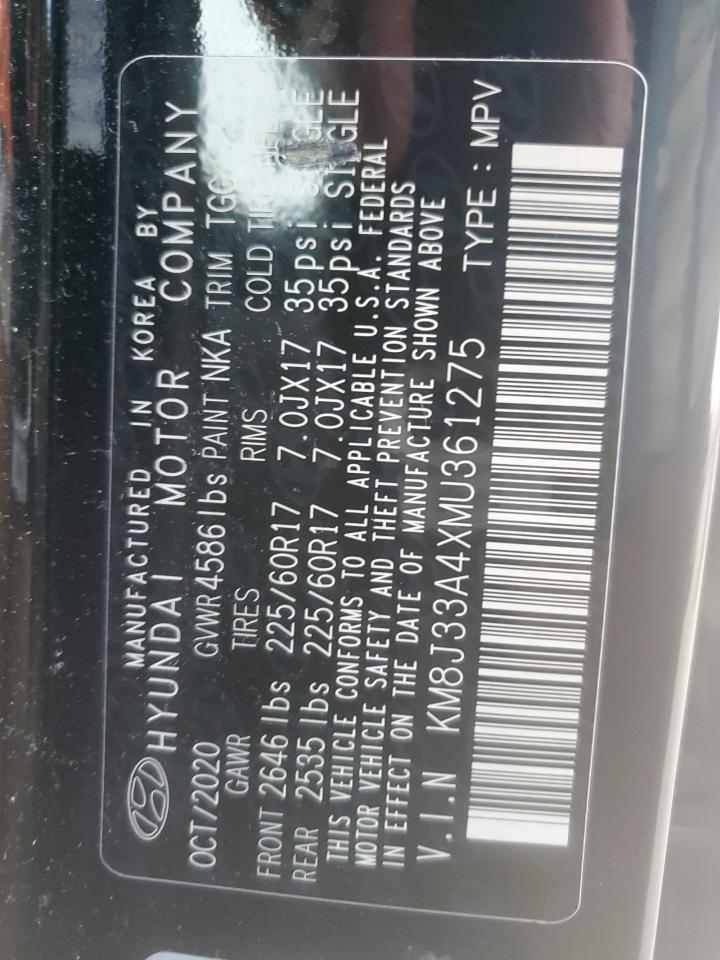 MANUFACTURED IN KOREA BY
HYUNDAI MOTOR COMPANY
OCT/2020 GVWR 4586 lbs PAINT NKA TRIM TGG
GAWR TIRES RIMS COLD TIRE
FRONT 2646 lbs 225/60R17 7.0JX17 35psi SINGLE
REAR 2535 lbs 225/60R17 7.0JX17 35psi SINGLE
THIS VEHICLE CONFORMS TO ALL APPLICABLE U.S.A. FEDERAL
MOTOR VEHICLE SAFETY AND THEFT PREVENTION STANDARDS
IN EFFECT ON THE DATE OF MANUFACTURE SHOWN ABOVE
V.I.N KM8J33A4XMU361275 TYPE : MPV